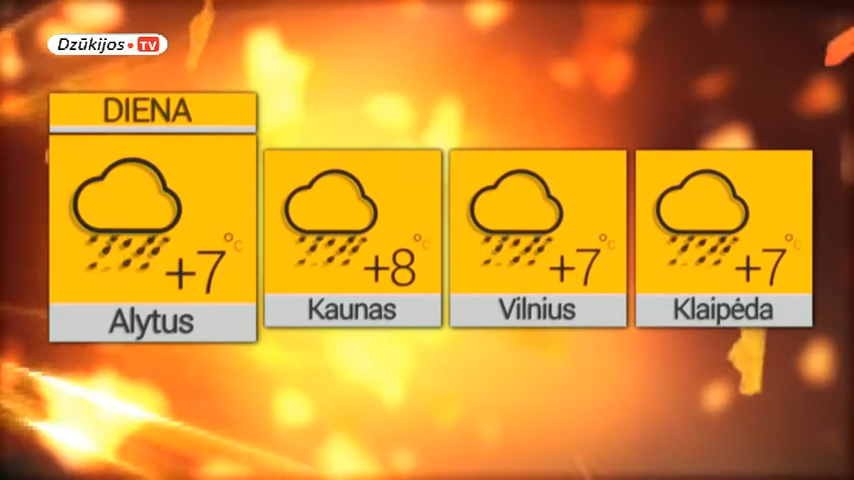 Dzūkijos TV
DIENA
+7 °c
Alytus
+8 °c
Kaunas
+7 °c
Vilnius
+7 °c
Klaipėda